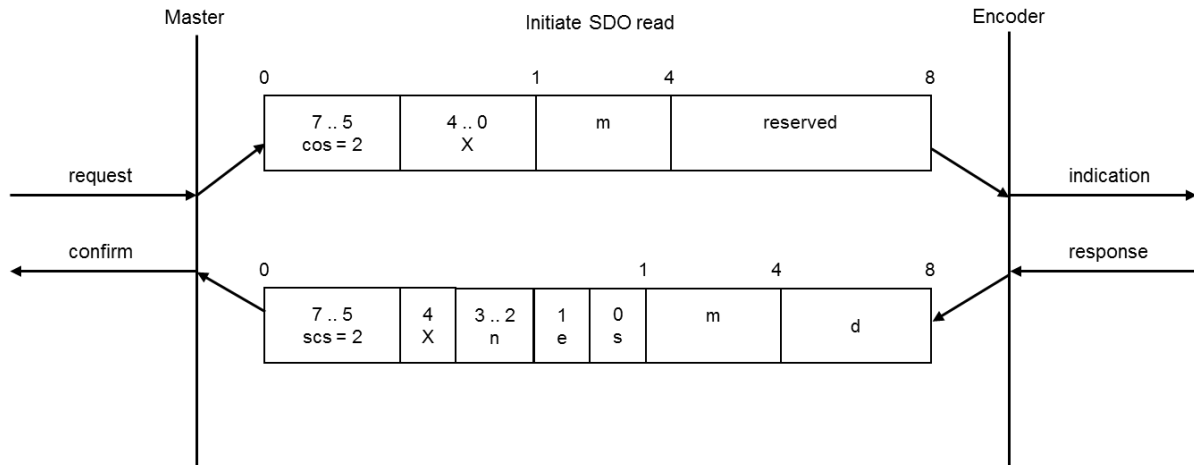 Master
Initiate SDO read
Encoder
0
1
4
8
7 .. 5
cos = 2
4 .. 0
X
m
reserved
request
indication
confirm
response
0
1
4
8
7 .. 5
scs = 2
4
X
3 .. 2
n
1
e
0
s
m
d